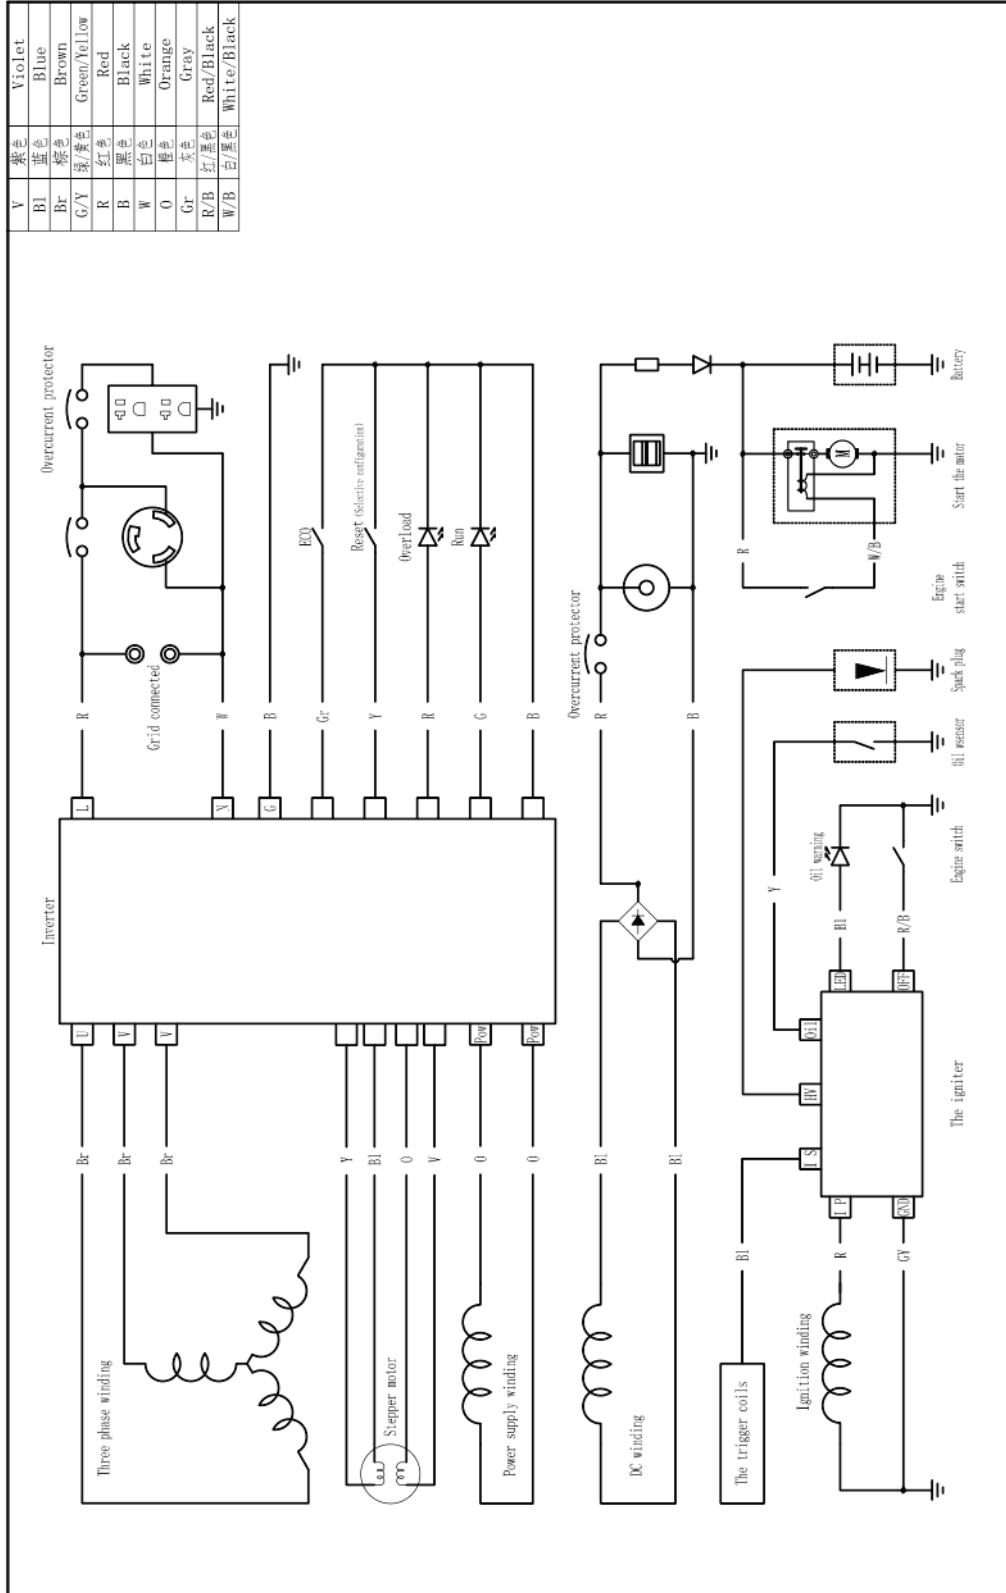 V 紫色 Violet
Bl 蓝色 Blue
Br 棕色 Brown
G/Y 绿/黄色 Green/Yellow
R 红色 Red
B 黑色 Black
W 白色 White
O 橙色 Orange
Gr 灰色 Gray
R/B 红/黑色 Red/Black
W/B 白/黑色 White/Black
Three phase winding
Br
Br
Br
U
V
V
Inverter
L
N
G
R
W
B
Grid connected
Overcurrent protector
Stepper motor
Y
Bl
O
V
Gr
ECO
Y
Reset (Selective configuration)
R
Overload
G
Run
B
Power supply winding
O
O
Pow
Pow
DC winding
Bl
Bl
Overcurrent protector
R
B
The trigger coils
Bl
I S
HV
Oil
Y
Ignition winding
R
GY
I P
GND
LED
OFF
Bl
Oil warning
R/B
R
W/B
M
The igniter
Engine switch
Oil wsensor
Spark plug
Engine
start switch
Start the motor
Battery